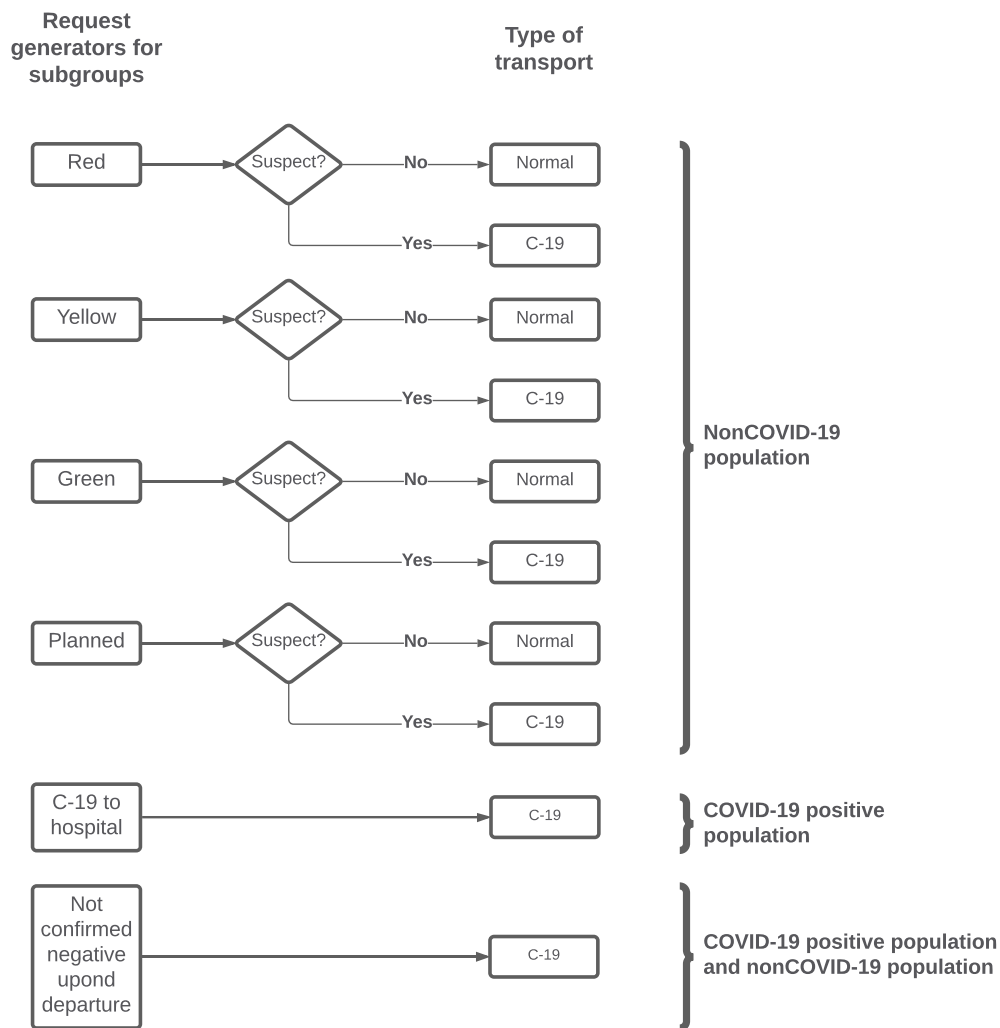 Request
generators for
subgroups
Type of
transport
Red
Suspect?
No
Normal
Yes
C-19
Yellow
Suspect?
No
Normal
Yes
C-19
NonCOVID-19
population
Green
Suspect?
No
Normal
Yes
C-19
Planned
Suspect?
No
Normal
Yes
C-19
C-19 to
hospital
C-19
COVID-19 positive
population
Not
confirmed
negative
upond
departure
C-19
COVID-19 positive population
and nonCOVID-19 population